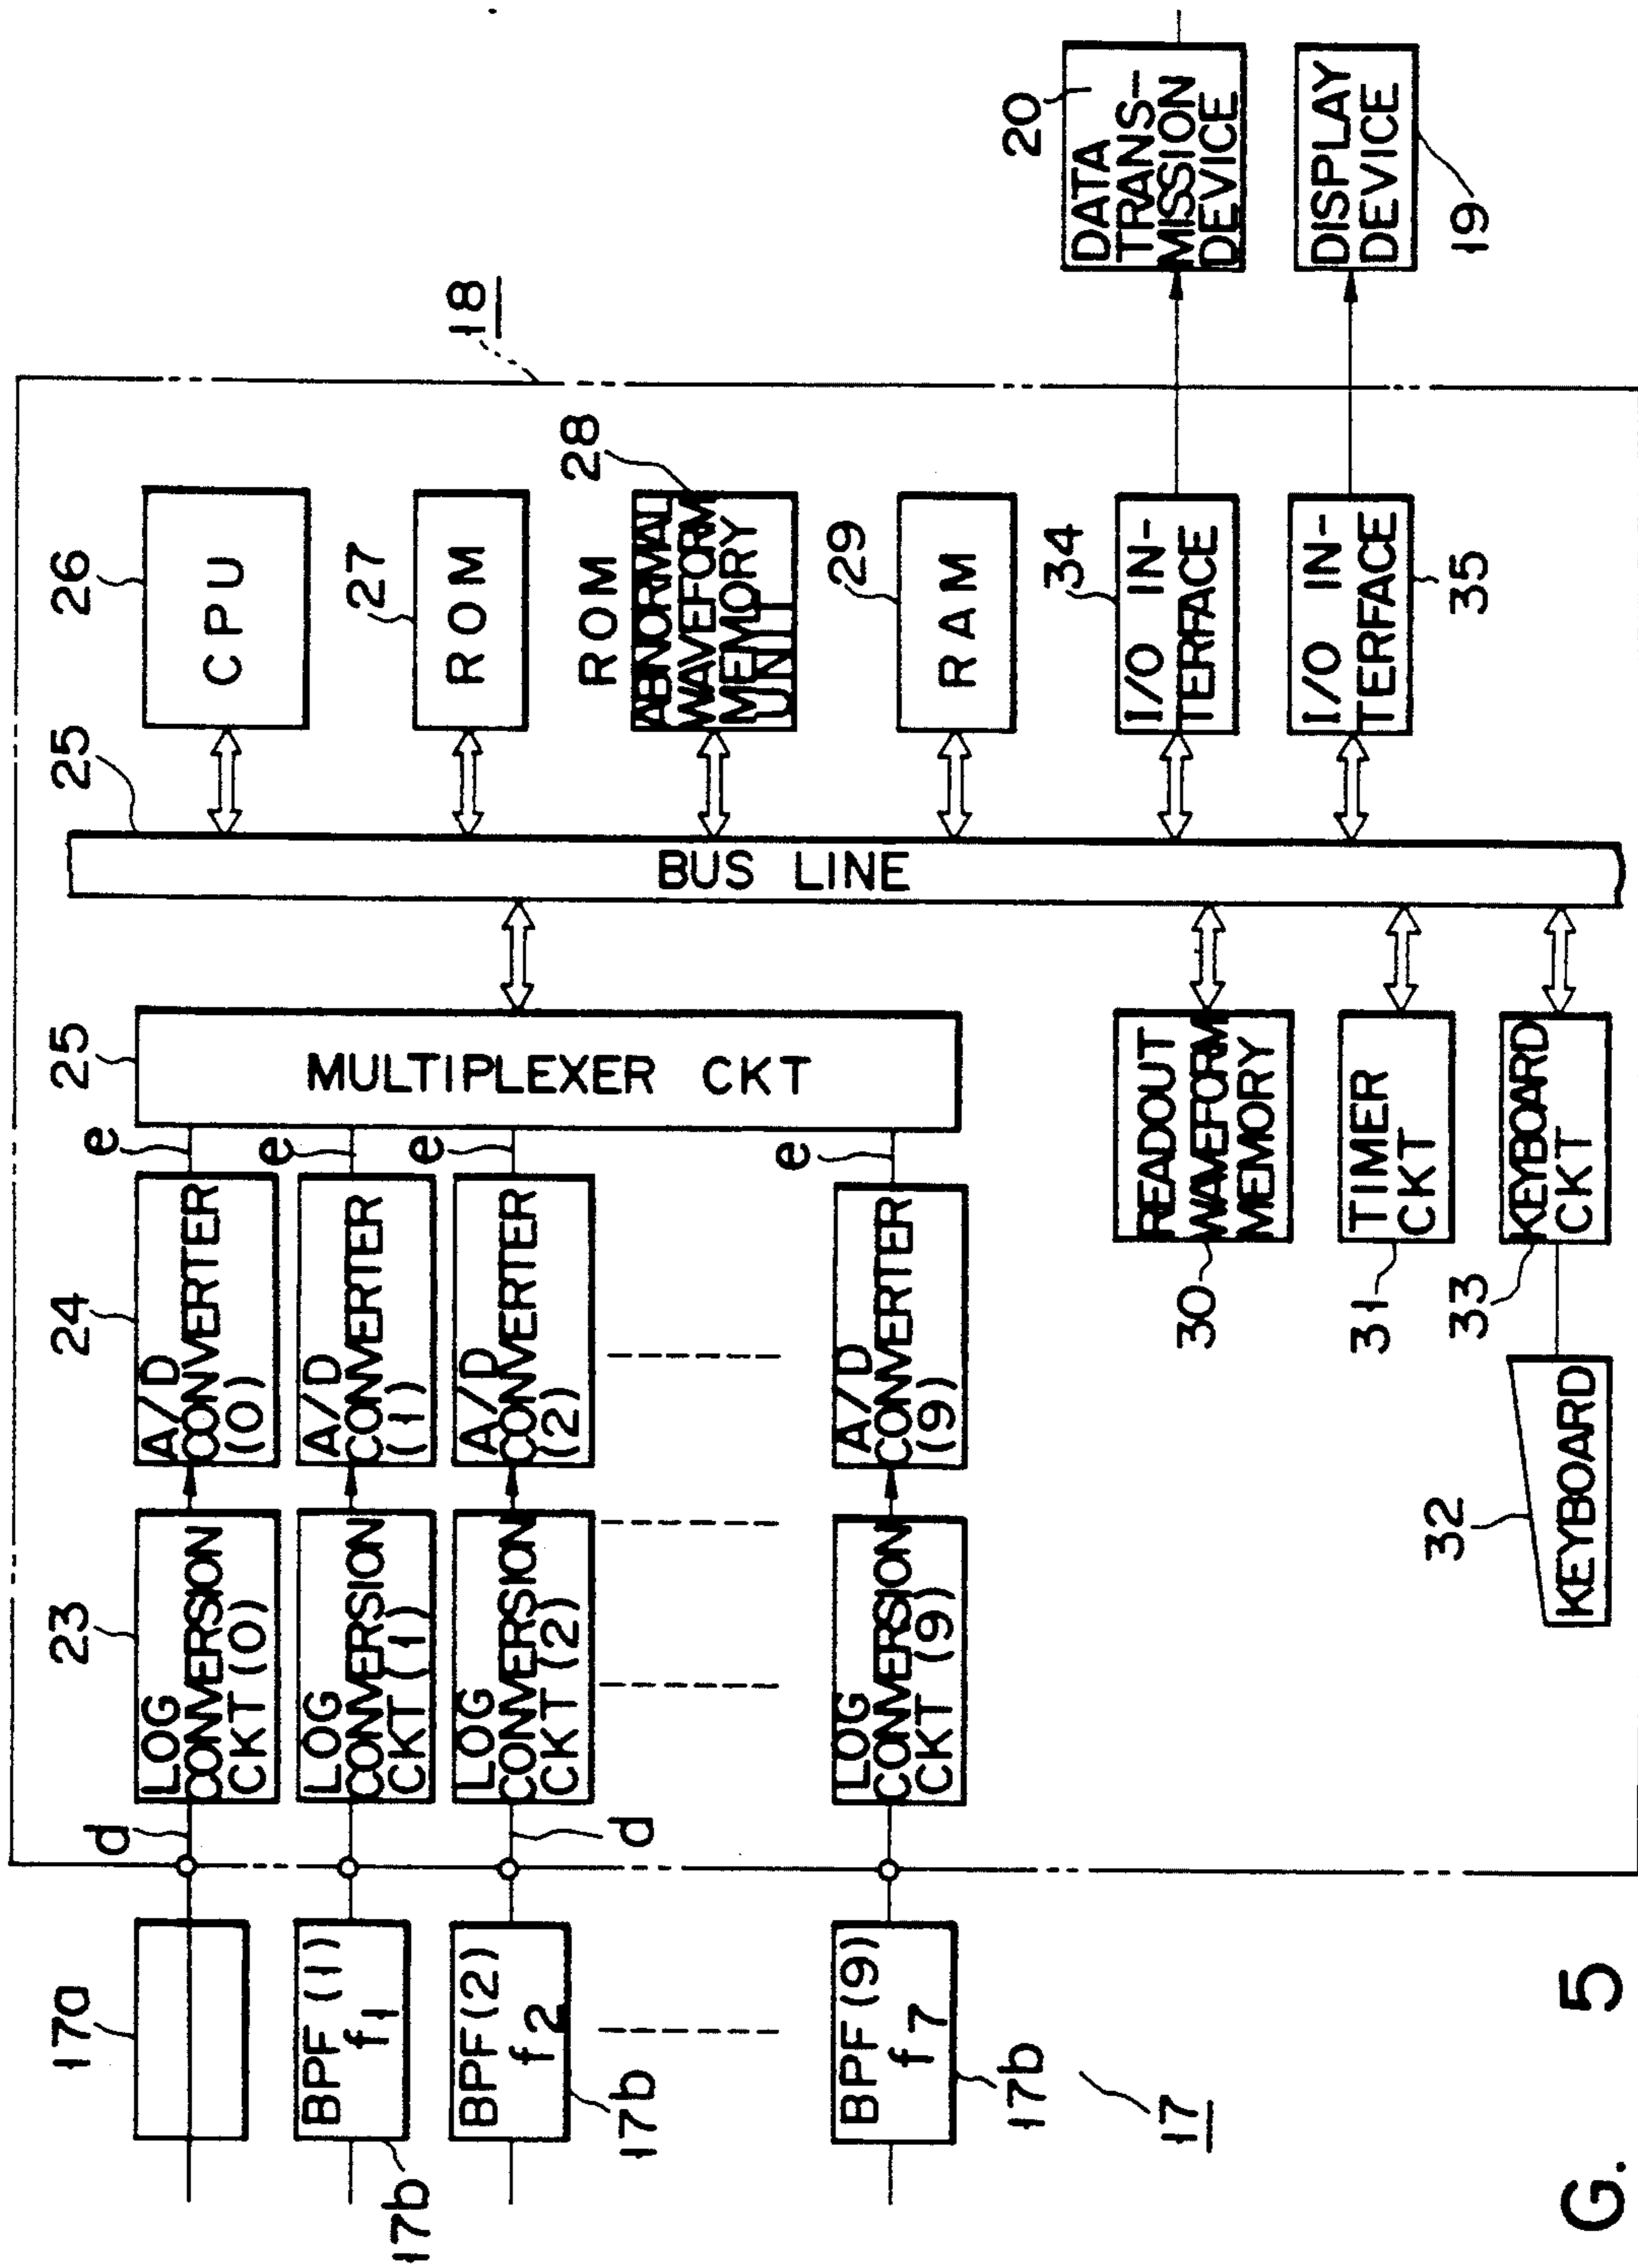 17a
17b
BPF (1)
f1
17b
BPF (2)
f2
17b
BPF (9)
f7
17
d
d
23
LOG
CONVERSION
CKT (0)
LOG
CONVERSION
CKT (1)
LOG
CONVERSION
CKT (2)
LOG
CONVERSION
CKT (9)
24
A/D
CONVERTER
(0)
A/D
CONVERTER
(1)
A/D
CONVERTER
(2)
A/D
CONVERTER
(9)
e
e
e
e
25
MULTIPLEXER CKT
25
BUS LINE
26
CPU
27
ROM
28
ROM
ABNORMAL
WAVEFORM
MEMORY
UNIT
29
RAM
34
I/O IN-
TERFACE
I/O IN-
TERFACE
35
18
20
DATA
TRANS-
MISSION
DEVICE
DISPLAY
DEVICE
19
READOUT
WAVEFORM
MEMORY
30
TIMER
CKT
31
KEYBOARD
CKT
33
32
KEYBOARD
G. 5